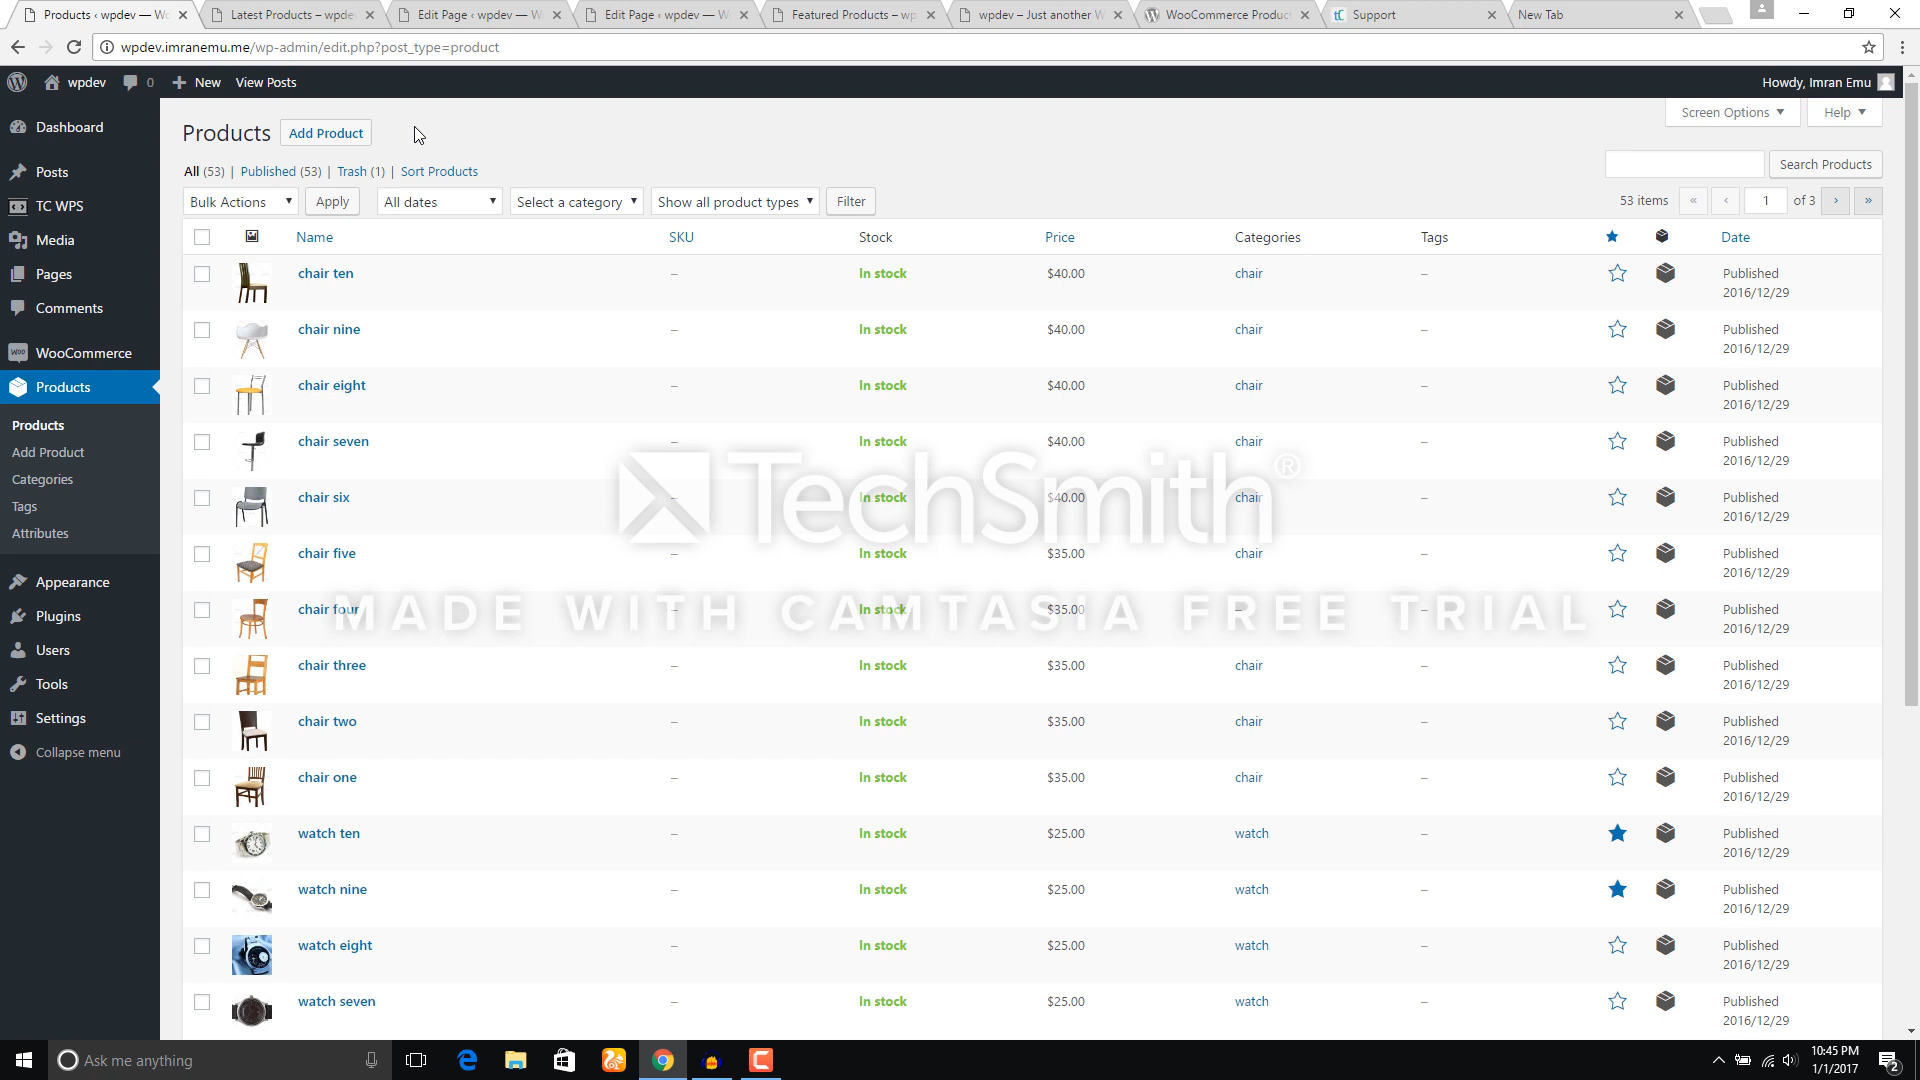 Products ‹ wpdev — Wo
Latest Products – wpdev
Edit Page ‹ wpdev — W
Edit Page ‹ wpdev — W
Featured Products – wp
wpdev – Just another W
WooCommerce Produc
tC Support
New Tab
wpdev.imranemu.me/wp-admin/edit.php?post_type=product
wpdev
0
New
View Posts
Howdy, Imran Emu
Dashboard
Posts
TC WPS
Media
Pages
Comments
WOO WooCommerce
Products
Products
Add Product
Categories
Tags
Attributes
Appearance
Plugins
Users
Tools
Settings
Collapse menu
Products
Add Product
Screen Options
Help
All (53) | Published (53) | Trash (1) | Sort Products
Search Products
Bulk Actions
Apply
All dates
Select a category
Show all product types
Filter
53 items « ‹ 1 of 3 › »
Name SKU Stock Price Categories Tags Date
chair ten – In stock $40.00 chair – Published
2016/12/29
chair nine – In stock $40.00 chair – Published
2016/12/29
chair eight – In stock $40.00 chair – Published
2016/12/29
chair seven – In stock $40.00 chair – Published
2016/12/29
chair six – In stock $40.00 chair – Published
2016/12/29
chair five – In stock $35.00 chair – Published
2016/12/29
chair four In stock $35.00 – – Published
2016/12/29
chair three – In stock $35.00 chair – Published
2016/12/29
chair two – In stock $35.00 chair – Published
2016/12/29
chair one – In stock $35.00 chair – Published
2016/12/29
watch ten – In stock $25.00 watch – Published
2016/12/29
watch nine – In stock $25.00 watch – Published
2016/12/29
watch eight – In stock $25.00 watch – Published
2016/12/29
watch seven – In stock $25.00 watch – Published
2016/12/29
TechSmith®
MADE WITH CAMTASIA FREE TRIAL
Ask me anything
10:45 PM
1/1/2017
2